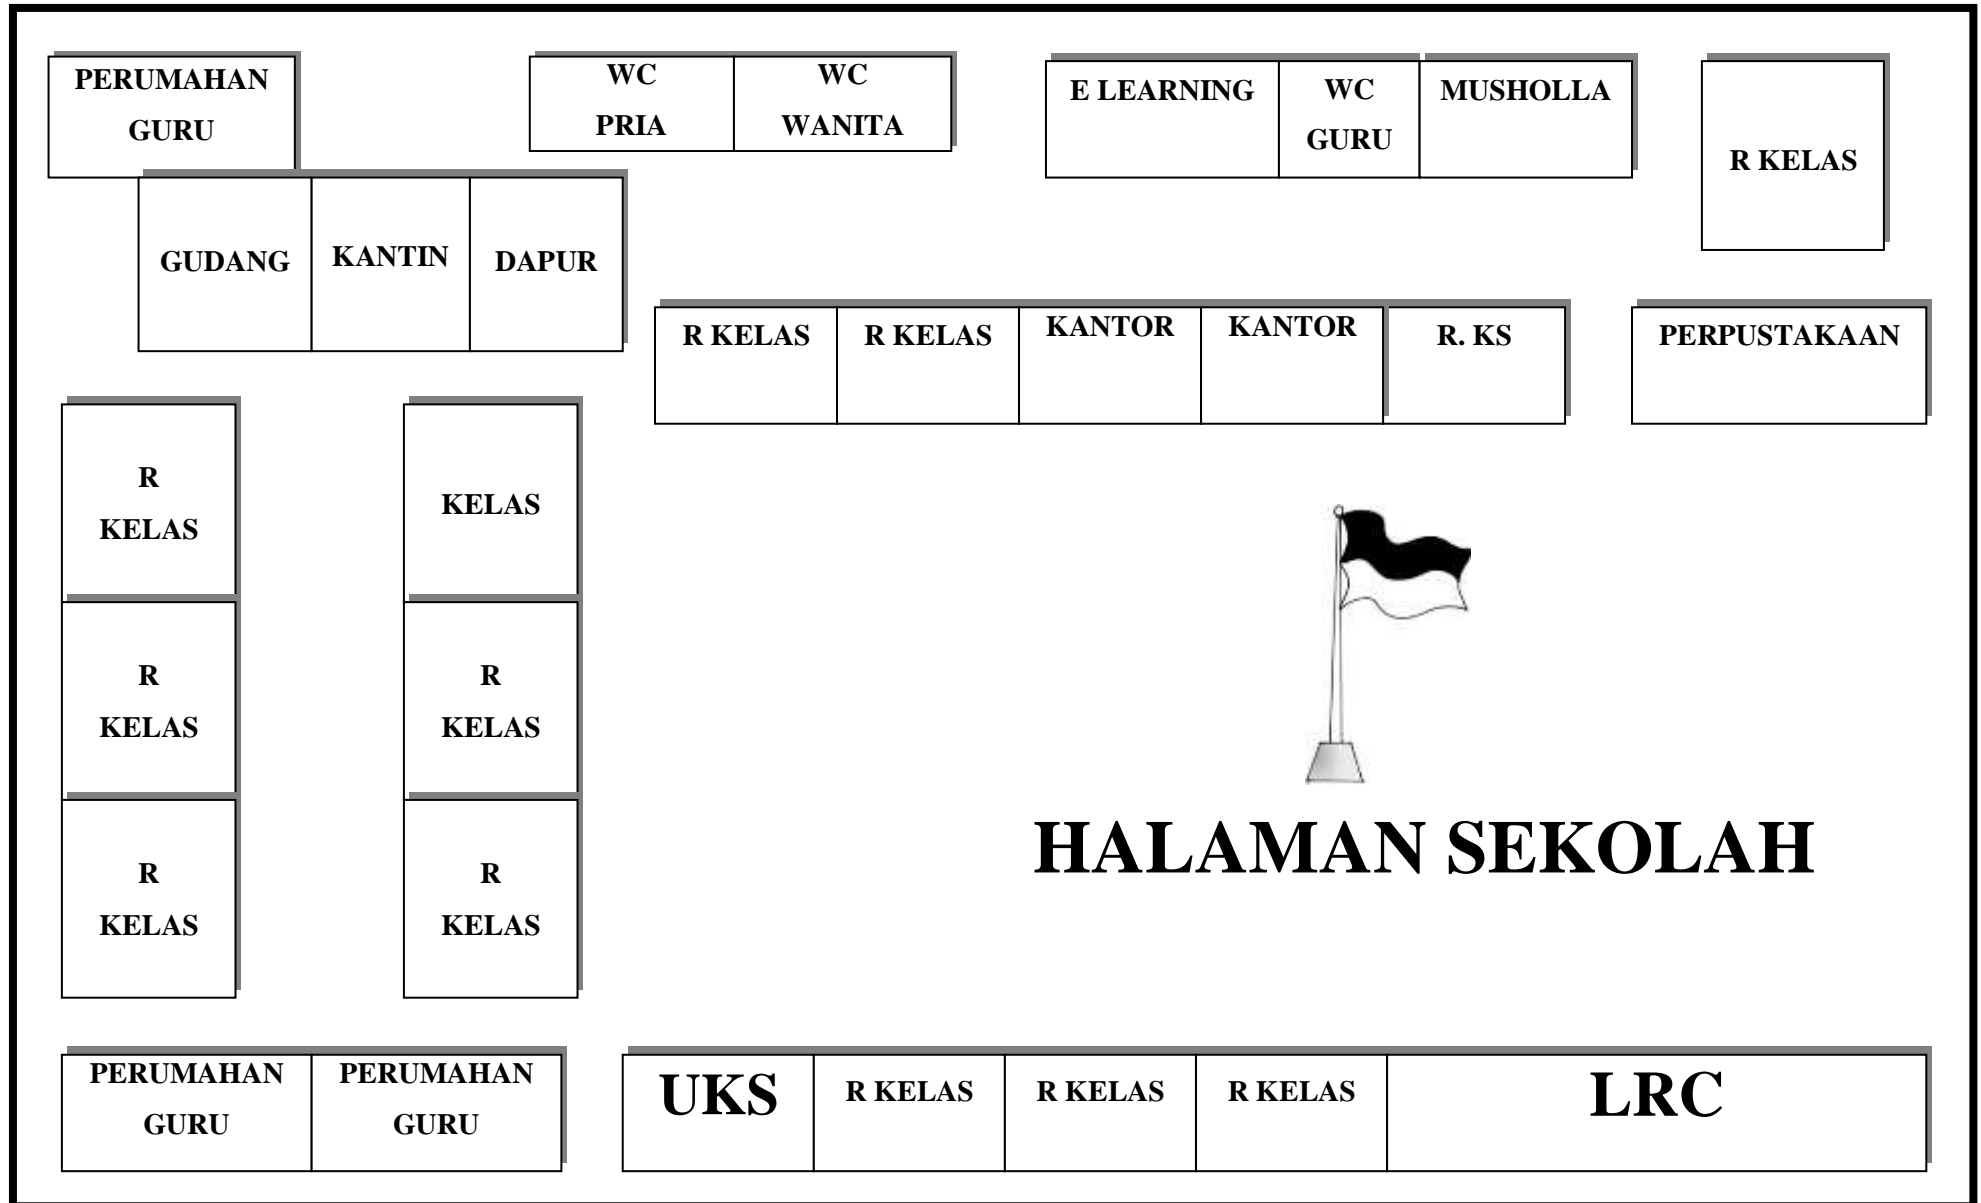 PERUMAHAN
GURU
WC
PRIA
WC
WANITA
E LEARNING
WC
GURU
MUSHOLLA
R KELAS
GUDANG
KANTIN
DAPUR
R KELAS
R KELAS
KANTOR
KANTOR
R. KS
PERPUSTAKAAN
R
KELAS
KELAS
R
KELAS
R
KELAS
R
KELAS
R
KELAS
HALAMAN SEKOLAH
PERUMAHAN
GURU
PERUMAHAN
GURU
UKS
R KELAS
R KELAS
R KELAS
LRC